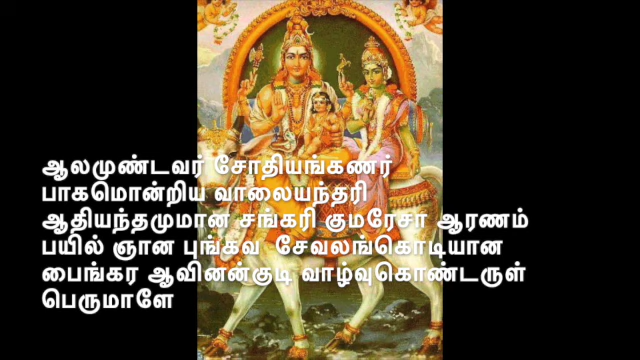 ஆலமுண்டவர் சோதியங்கணர்
பாகமொன்றிய வாலையந்தரி
ஆதியந்தமுமான சங்கரி குமரேசா ஆரணம்
பயில் ஞான புங்கவ சேவலங்கொடியான
பைங்கர ஆவினன்குடி வாழ்வுகொண்டருள்
பெருமாளே